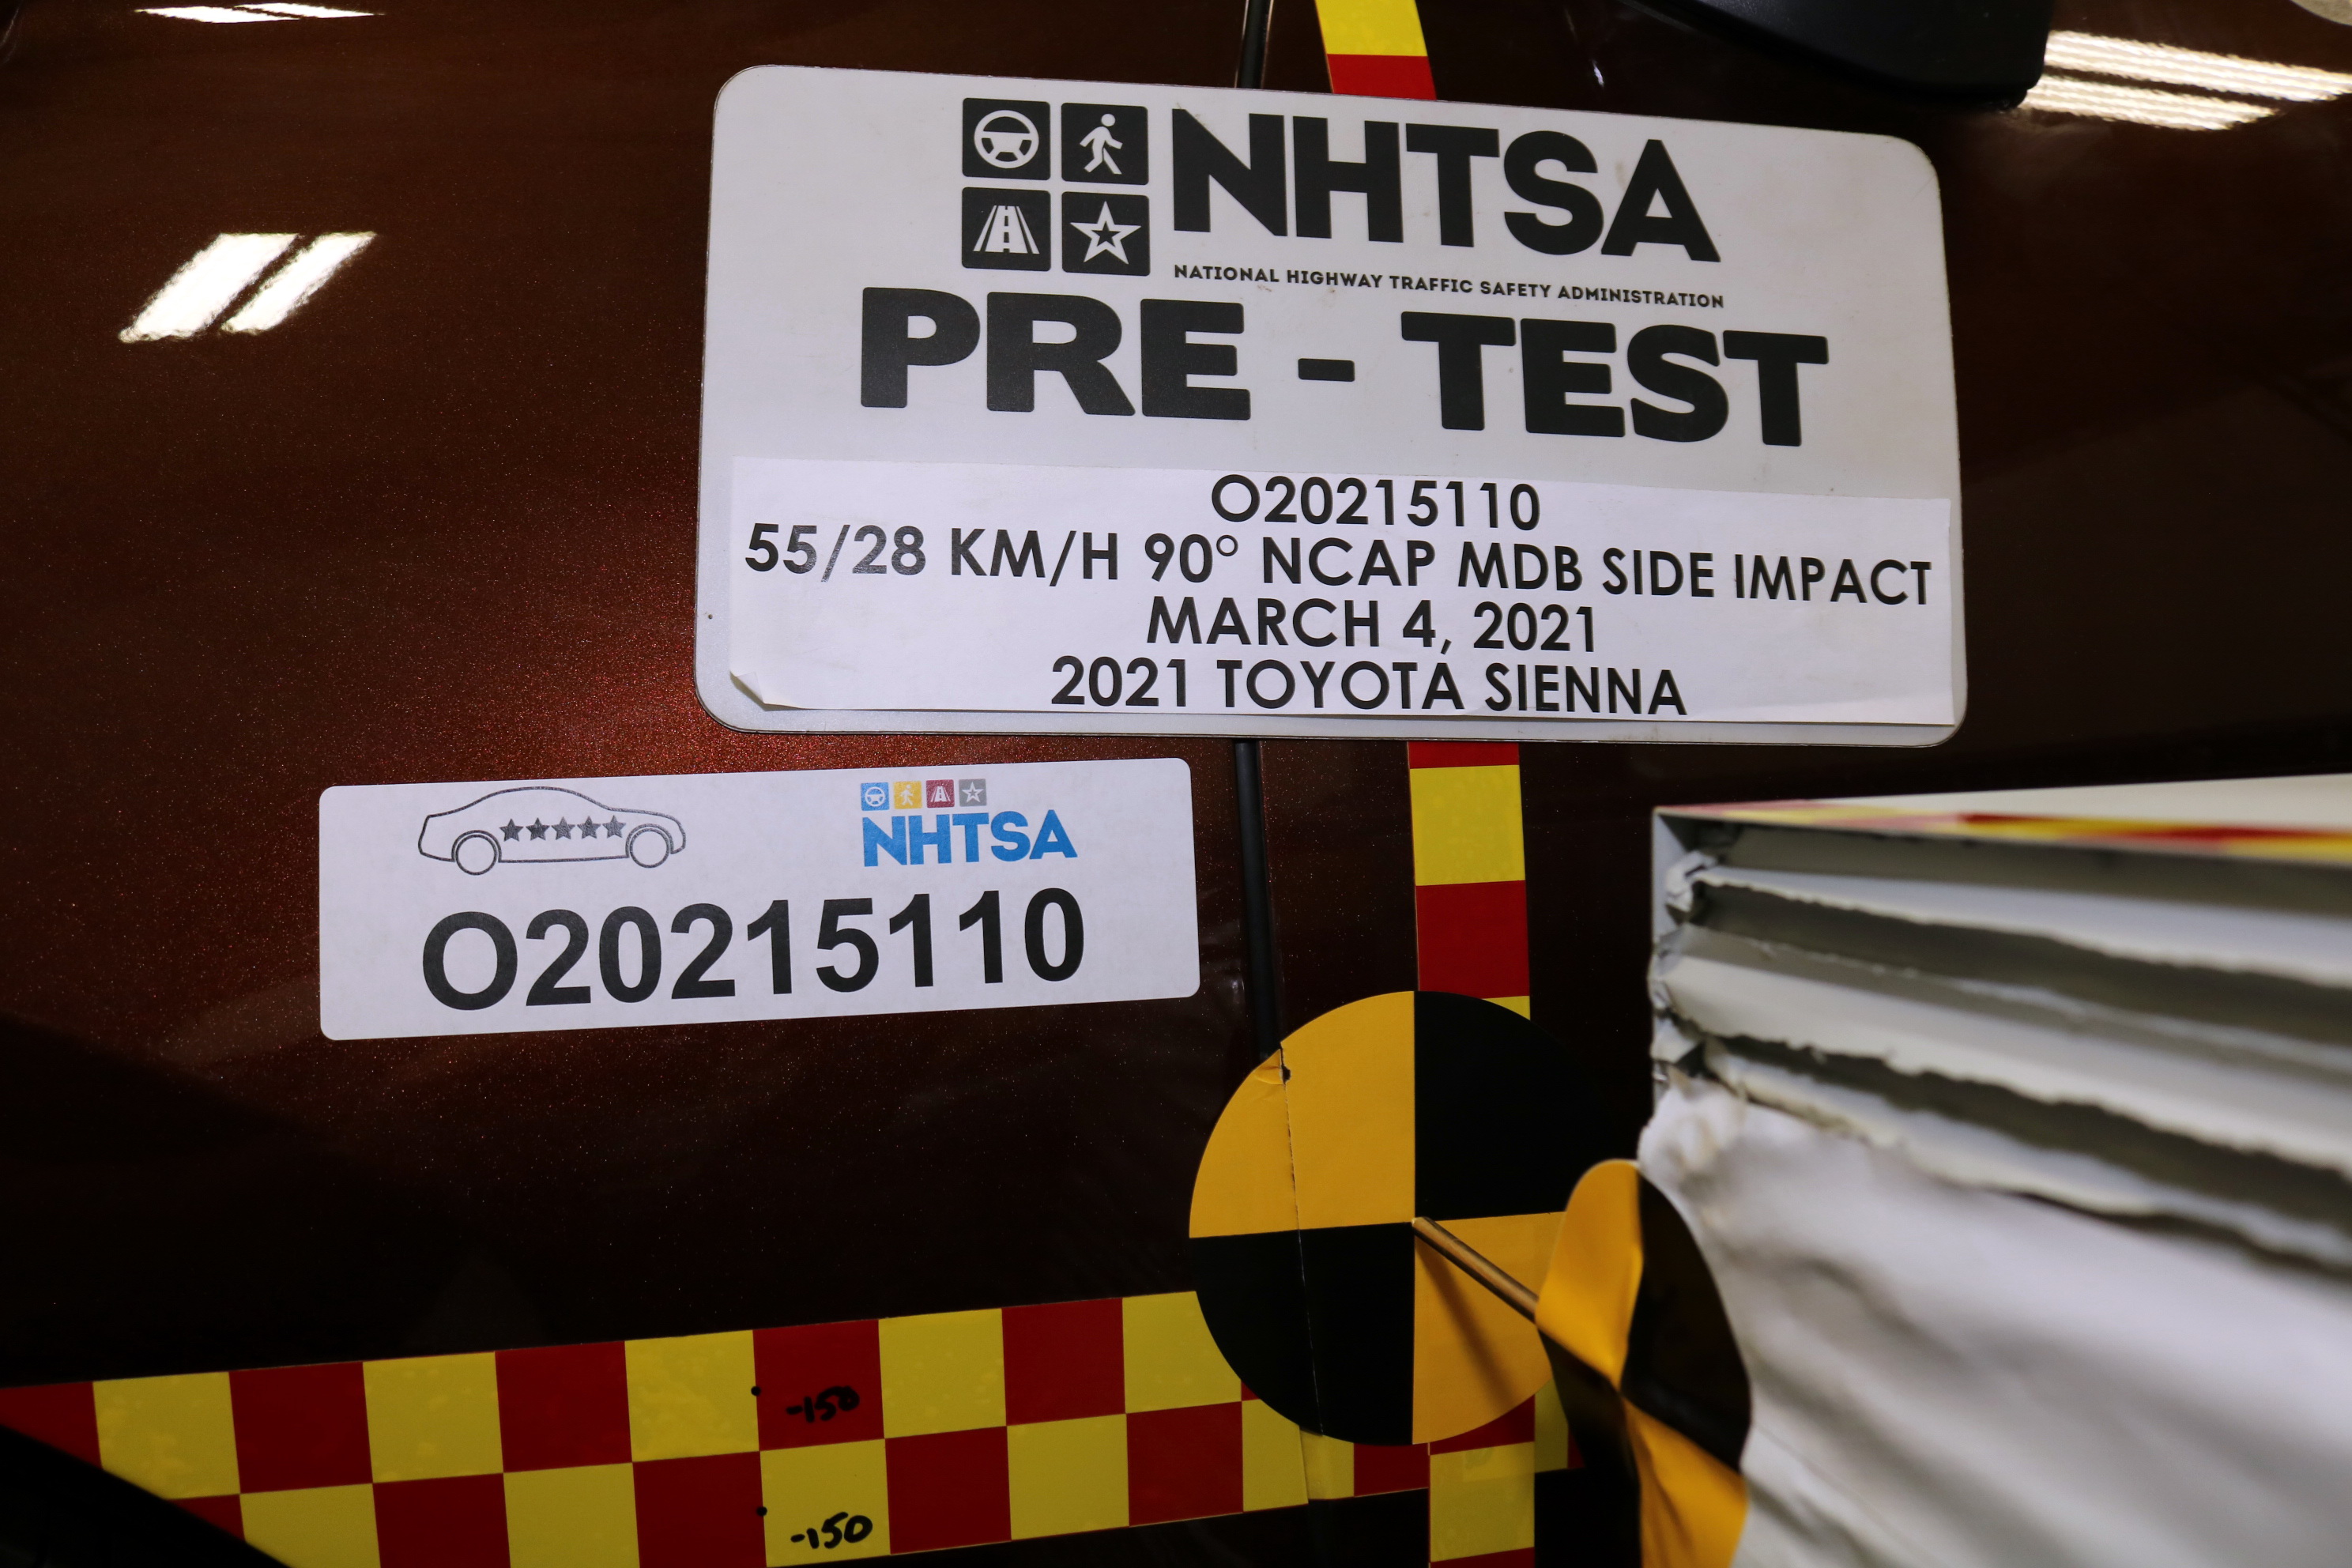 NHTSA
NATIONAL HIGHWAY TRAFFIC SAFETY ADMINISTRATION
PRE - TEST
O20215110
55/28 KM/H 90° NCAP MDB SIDE IMPACT
MARCH 4, 2021
2021 TOYOTA SIENNA
NHTSA
O20215110
-150
-150